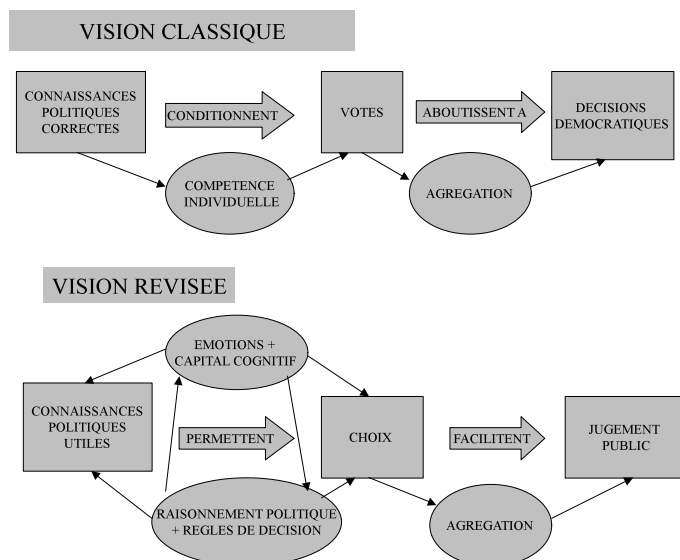 VISION CLASSIQUE
CONNAISSANCES
POLITIQUES
CORRECTES
CONDITIONNENT
VOTES
ABOUTISSENT A
DECISIONS
DEMOCRATIQUES
COMPETENCE
INDIVIDUELLE
AGREGATION
VISION REVISEE
EMOTIONS +
CAPITAL COGNITIF
CONNAISSANCES
POLITIQUES
UTILES
PERMETTENT
CHOIX
FACILITENT
JUGEMENT
PUBLIC
RAISONNEMENT POLITIQUE
+ REGLES DE DECISION
AGREGATION